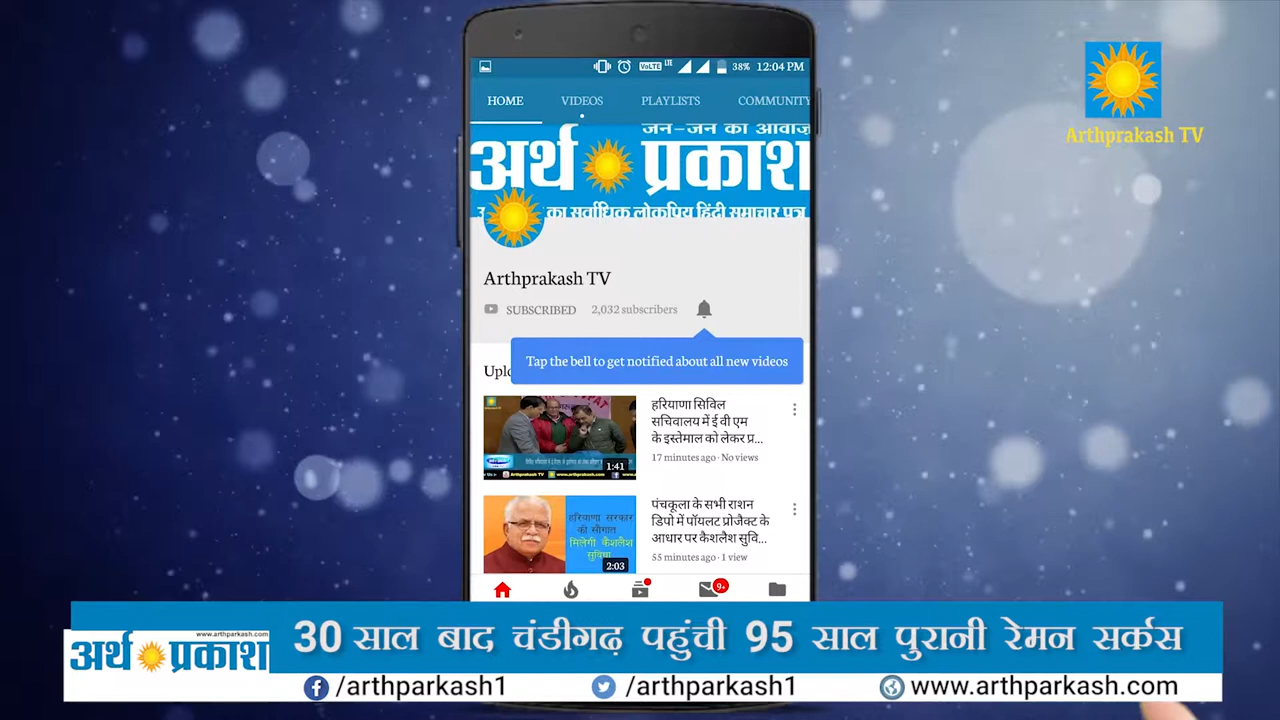 VoLTE LTE 38% 12:04 PM
HOME VIDEOS PLAYLISTS COMMUNITY
जन-जन की आवाज़
अर्थ प्रकाश
का सर्वाधिक लोकप्रिय हिंदी समाचार पत्र
Arthprakash TV
Arthprakash TV
SUBSCRIBED 2,032 subscribers
Tap the bell to get notified about all new videos
Uplo
हरियाणा सिविल
सचिवालय में ई वी एम
के इस्तेमाल को लेकर प्र...
17 minutes ago · No views
1:41
पंचकूला के सभी राशन
डिपो में पॉयलट प्रोजैक्ट के
आधार पर कैशलैश सुवि...
55 minutes ago · 1 view
हरियाणा सरकार
की सौगात
मिलेगी कैशलैश
सुविधा
2:03
9+
30 साल बाद चंडीगढ़ पहुंची 95 साल पुरानी रेमन सर्कस
www.arthparkash.com
अर्थ प्रकाश
/arthparkash1 /arthparkash1 www.arthparkash.com